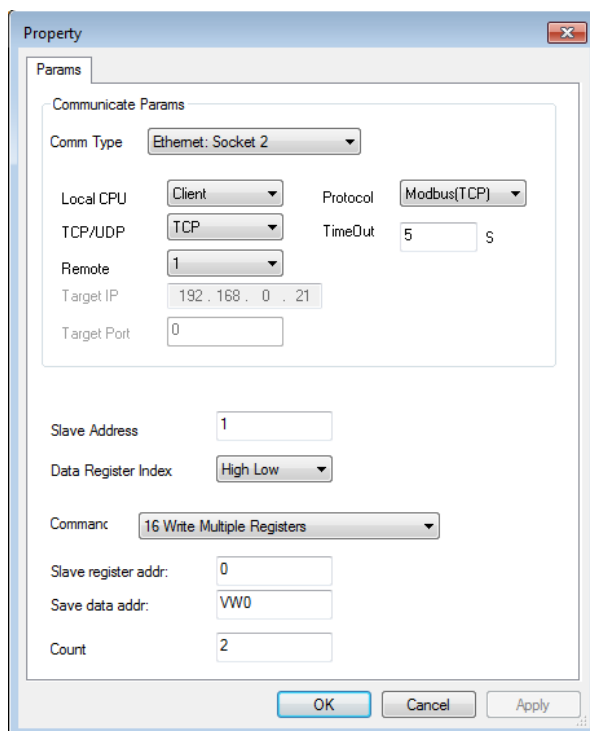 Property
Params
Communicate Params
Comm Type Ethernet: Socket 2
Local CPU Client Protocol Modbus(TCP)
TCP/UDP TCP TimeOut 5 S
Remote 1
Target IP 192 . 168 . 0 . 21
Target Port 0
Slave Address 1
Data Register Index High Low
Commanc 16 Write Multiple Registers
Slave register addr: 0
Save data addr: VW0
Count 2
OK Cancel Apply